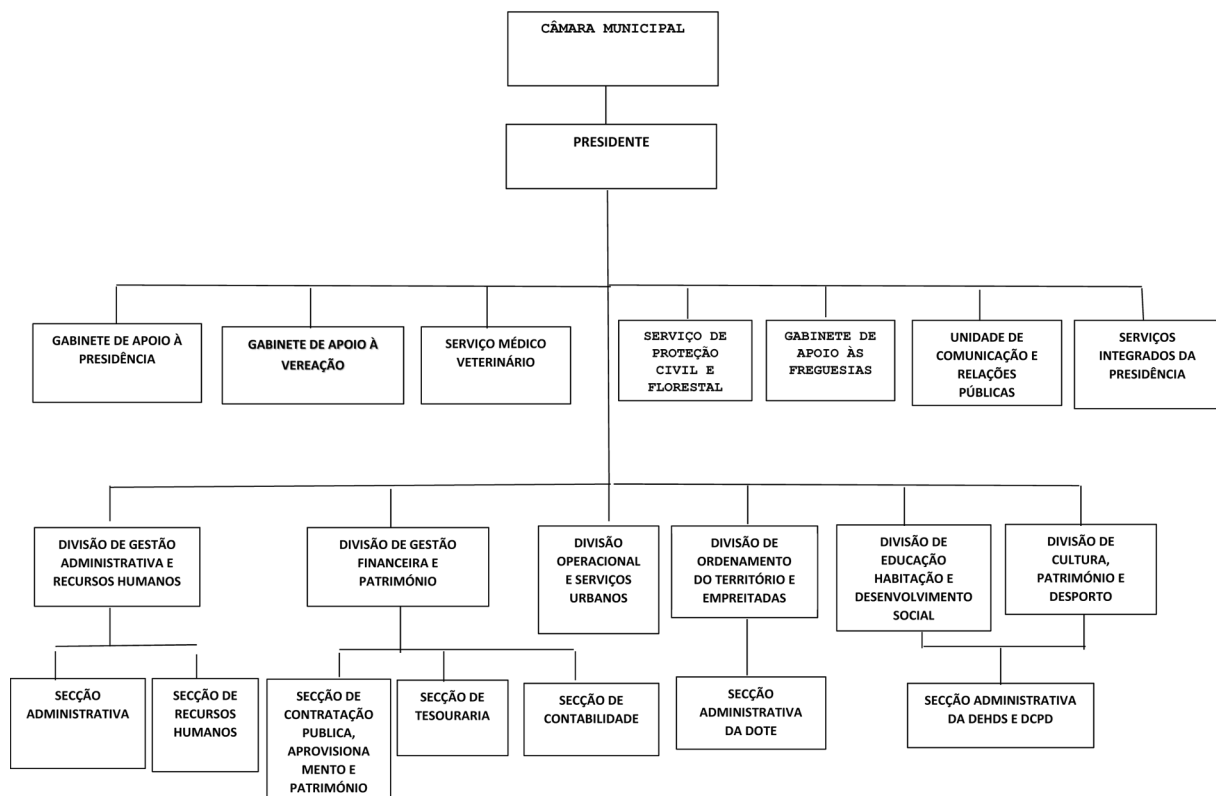 CÂMARA MUNICIPAL
PRESIDENTE
GABINETE DE APOIO À
PRESIDÊNCIA
GABINETE DE APOIO À
VEREAÇÃO
SERVIÇO MÉDICO
VETERINÁRIO
SERVIÇO DE
PROTEÇÃO
CIVIL E
FLORESTAL
GABINETE DE
APOIO ÀS
FREGUESIAS
UNIDADE DE
COMUNICAÇÃO E
RELAÇÕES
PÚBLICAS
SERVIÇOS
INTEGRADOS DA
PRESIDÊNCIA
DIVISÃO DE GESTÃO
ADMINISTRATIVA E
RECURSOS HUMANOS
DIVISÃO DE GESTÃO
FINANCEIRA E
PATRIMÓNIO
DIVISÃO
OPERACIONAL
E SERVIÇOS
URBANOS
DIVISÃO DE
ORDENAMENTO
DO TERRITÓRIO E
EMPREITADAS
DIVISÃO DE
EDUCAÇÃO
HABITAÇÃO E
DESENVOLVIMENTO
SOCIAL
DIVISÃO DE
CULTURA,
PATRIMÓNIO E
DESPORTO
SECÇÃO
ADMINISTRATIVA
SECÇÃO DE
RECURSOS
HUMANOS
SECÇÃO DE
CONTRATAÇÃO
PUBLICA,
APROVISIONA
MENTO E
PATRIMÓNIO
SECÇÃO DE
TESOURARIA
SECÇÃO DE
CONTABILIDADE
SECÇÃO
ADMINISTRATIVA
DA DOTE
SECÇÃO ADMINISTRATIVA
DA DEHDS E DCPD